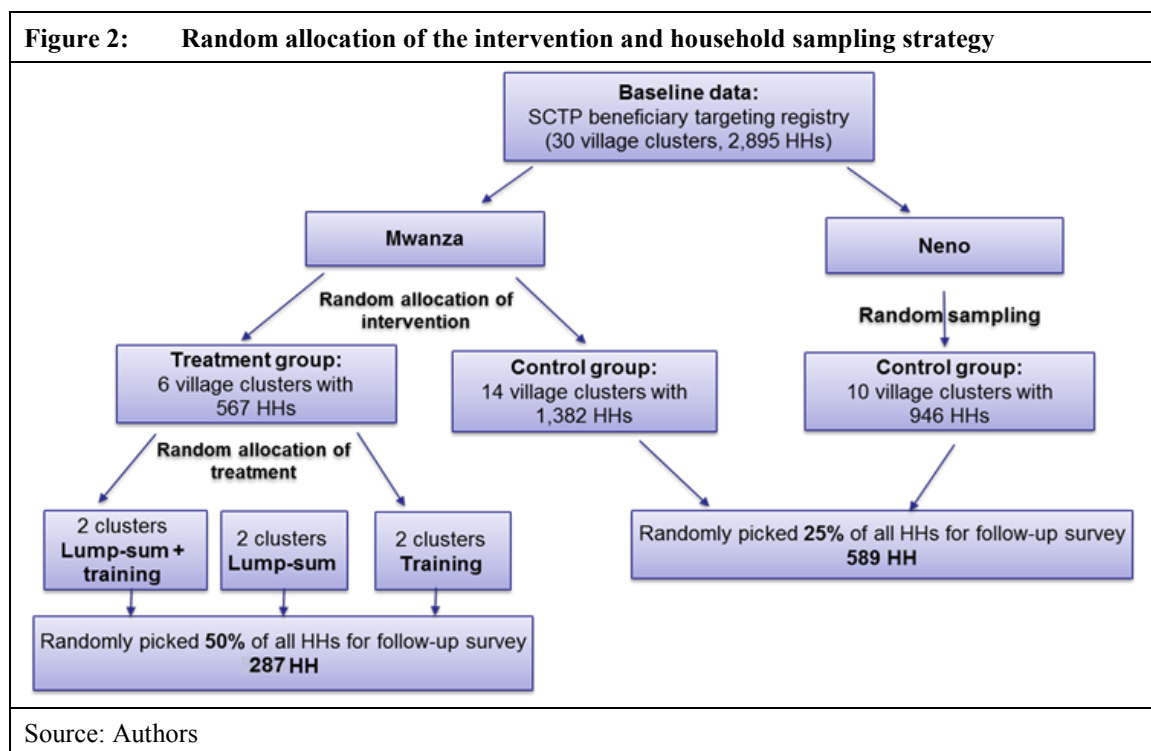 Figure 2: Random allocation of the intervention and household sampling strategy
Baseline data:
SCTP beneficiary targeting registry
(30 village clusters, 2,895 HHs)
Mwanza
Neno
Random allocation of
intervention
Random sampling
Treatment group:
6 village clusters with
567 HHs
Control group:
14 village clusters with
1,382 HHs
Control group:
10 village clusters with
946 HHs
Random allocation of
treatment
2 clusters
Lump-sum +
training
2 clusters
Lump-sum
2 clusters
Training
Randomly picked 25% of all HHs for follow-up survey
589 HH
Randomly picked 50% of all HHs for follow-up survey
287 HH
Source: Authors